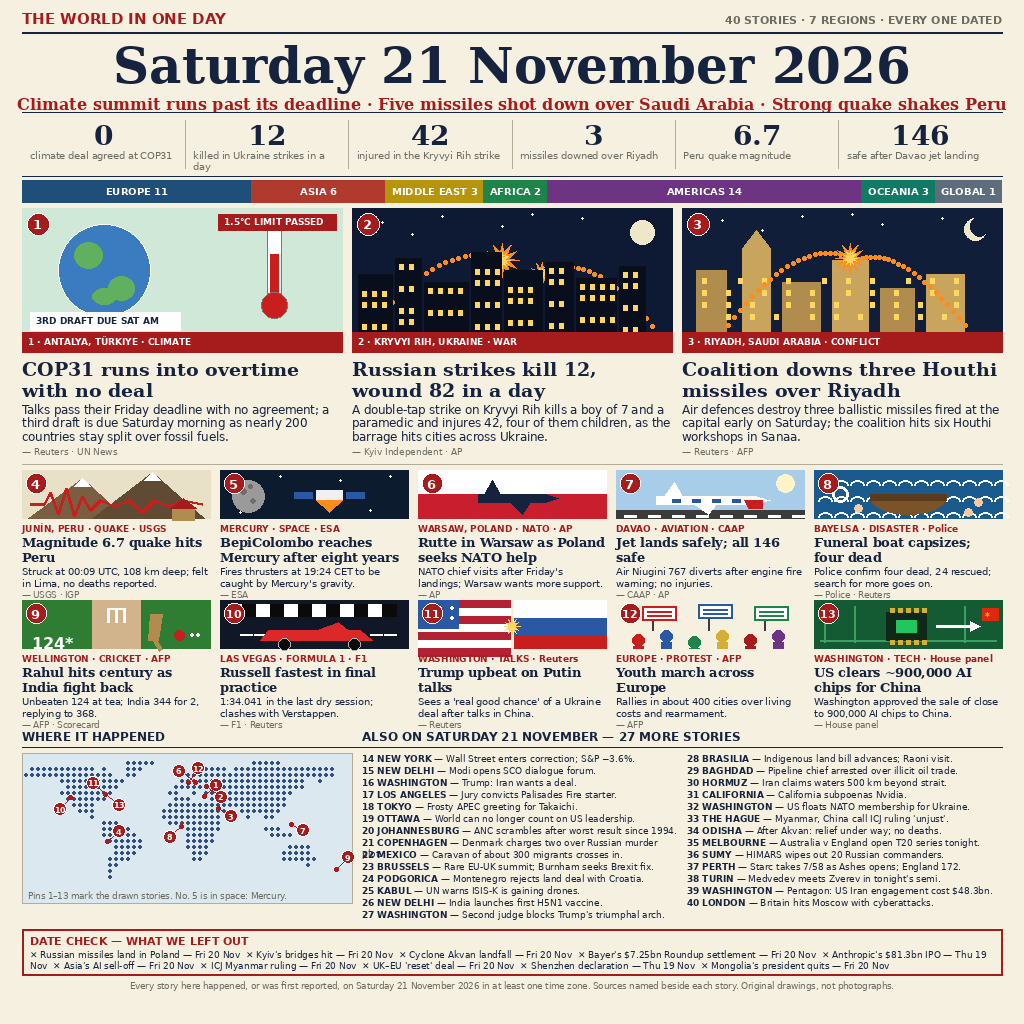 THE WORLD IN ONE DAY
40 STORIES · 7 REGIONS · EVERY ONE DATED
Saturday 21 November 2026
Climate summit runs past its deadline · Five missiles shot down over Saudi Arabia · Strong quake shakes Peru
0
climate deal agreed at COP31
12
killed in Ukraine strikes in a
day
42
injured in the Kryvyi Rih strike
3
missiles downed over Riyadh
6.7
Peru quake magnitude
146
safe after Davao jet landing
EUROPE 11
ASIA 6
MIDDLE EAST 3
AFRICA 2
AMERICAS 14
OCEANIA 3
GLOBAL 1
1
1.5°C LIMIT PASSED
3RD DRAFT DUE SAT AM
1 · ANTALYA, TÜRKIYE · CLIMATE
COP31 runs into overtime
with no deal
Talks pass their Friday deadline with no agreement; a
third draft is due Saturday morning as nearly 200
countries stay split over fossil fuels.
— Reuters · UN News
2
2 · KRYVYI RIH, UKRAINE · WAR
Russian strikes kill 12,
wound 82 in a day
A double-tap strike on Kryvyi Rih kills a boy of 7 and a
paramedic and injures 42, four of them children, as the
barrage hits cities across Ukraine.
— Kyiv Independent · AP
3
3 · RIYADH, SAUDI ARABIA · CONFLICT
Coalition downs three Houthi
missiles over Riyadh
Air defences destroy three ballistic missiles fired at the
capital early on Saturday; the coalition hits six Houthi
workshops in Sanaa.
— Reuters · AFP
4
JUNÍN, PERU · QUAKE · USGS
Magnitude 6.7 quake hits
Peru
Struck at 00:09 UTC, 108 km deep; felt
in Lima, no deaths reported.
— USGS · IGP
5
MERCURY · SPACE · ESA
BepiColombo reaches
Mercury after eight years
Fires thrusters at 19:24 CET to be
caught by Mercury's gravity.
— ESA
6
WARSAW, POLAND · NATO · AP
Rutte in Warsaw as Poland
seeks NATO help
NATO chief visits after Friday's
landings; Warsaw wants more support.
— AP
7
DAVAO · AVIATION · CAAP
Jet lands safely; all 146
safe
Air Niugini 767 diverts after engine fire
warning; no injuries.
— CAAP · AP
8
BAYELSA · DISASTER · Police
Funeral boat capsizes;
four dead
Police confirm four dead, 24 rescued;
search for more goes on.
— Police · Reuters
9
124*
WELLINGTON · CRICKET · AFP
Rahul hits century as
India fight back
Unbeaten 124 at tea; India 344 for 2,
replying to 368.
— AFP · Scorecard
10
LAS VEGAS · FORMULA 1 · F1
Russell fastest in final
practice
1:34.041 in the last dry session;
clashes with Verstappen.
— F1 · Reuters
11
WASHINGTON · TALKS · Reuters
Trump upbeat on Putin
talks
Sees a 'real good chance' of a Ukraine
deal after talks in China.
— Reuters
12
EUROPE · PROTEST · AFP
Youth march across
Europe
Rallies in about 400 cities over living
costs and rearmament.
— AFP
13
WASHINGTON · TECH · House panel
US clears ~900,000 AI
chips for China
Washington approved the sale of close
to 900,000 AI chips to China.
— House panel
WHERE IT HAPPENED
1
2
3
4
6
7
8
9
10
11
12
13
Pins 1–13 mark the drawn stories. No. 5 is in space: Mercury.
ALSO ON SATURDAY 21 NOVEMBER — 27 MORE STORIES
14 NEW YORK — Wall Street enters correction; S&P −3.6%.
15 NEW DELHI — Modi opens SCO dialogue forum.
16 WASHINGTON — Trump: Iran wants a deal.
17 LOS ANGELES — Jury convicts Palisades Fire starter.
18 TOKYO — Frosty APEC greeting for Takaichi.
19 OTTAWA — World can no longer count on US leadership.
20 JOHANNESBURG — ANC scrambles after worst result since 1994.
21 COPENHAGEN — Denmark charges two over Russian murder
22 MEXICO — Caravan of about 300 migrants crosses in.
23 BRUSSELS — Rare EU-UK summit; Burnham seeks Brexit fix.
24 PODGORICA — Montenegro rejects land deal with Croatia.
25 KABUL — UN warns ISIS-K is gaining drones.
26 NEW DELHI — India launches first H5N1 vaccine.
27 WASHINGTON — Second judge blocks Trump's triumphal arch.
28 BRASILIA — Indigenous land bill advances; Raoni visit.
29 BAGHDAD — Pipeline chief arrested over illicit oil trade.
30 HORMUZ — Iran claims waters 500 km beyond strait.
31 CALIFORNIA — California subpoenas Nvidia.
32 WASHINGTON — US floats NATO membership for Ukraine.
33 THE HAGUE — Myanmar, China call ICJ ruling 'unjust'.
34 ODISHA — After Akvan: relief under way; no deaths.
35 MELBOURNE — Australia v England open T20 series tonight.
36 SUMY — HIMARS wipes out 20 Russian commanders.
37 PERTH — Starc takes 7/58 as Ashes opens; England 172.
38 TURIN — Medvedev meets Zverev in tonight's semi.
39 WASHINGTON — Pentagon: US Iran engagement cost $48.3bn.
40 LONDON — Britain hits Moscow with cyberattacks.
DATE CHECK — WHAT WE LEFT OUT
✕ Russian missiles land in Poland — Fri 20 Nov ✕ Kyiv's bridges hit — Fri 20 Nov ✕ Cyclone Akvan landfall — Fri 20 Nov ✕ Bayer's $7.25bn Roundup settlement — Fri 20 Nov ✕ Anthropic's $81.3bn IPO — Thu 19
Nov ✕ Asia's AI sell-off — Fri 20 Nov ✕ ICJ Myanmar ruling — Fri 20 Nov ✕ UK–EU 'reset' deal — Fri 20 Nov ✕ Shenzhen declaration — Thu 19 Nov ✕ Mongolia's president quits — Fri 20 Nov
Every story here happened, or was first reported, on Saturday 21 November 2026 in at least one time zone. Sources named beside each story. Original drawings, not photographs.